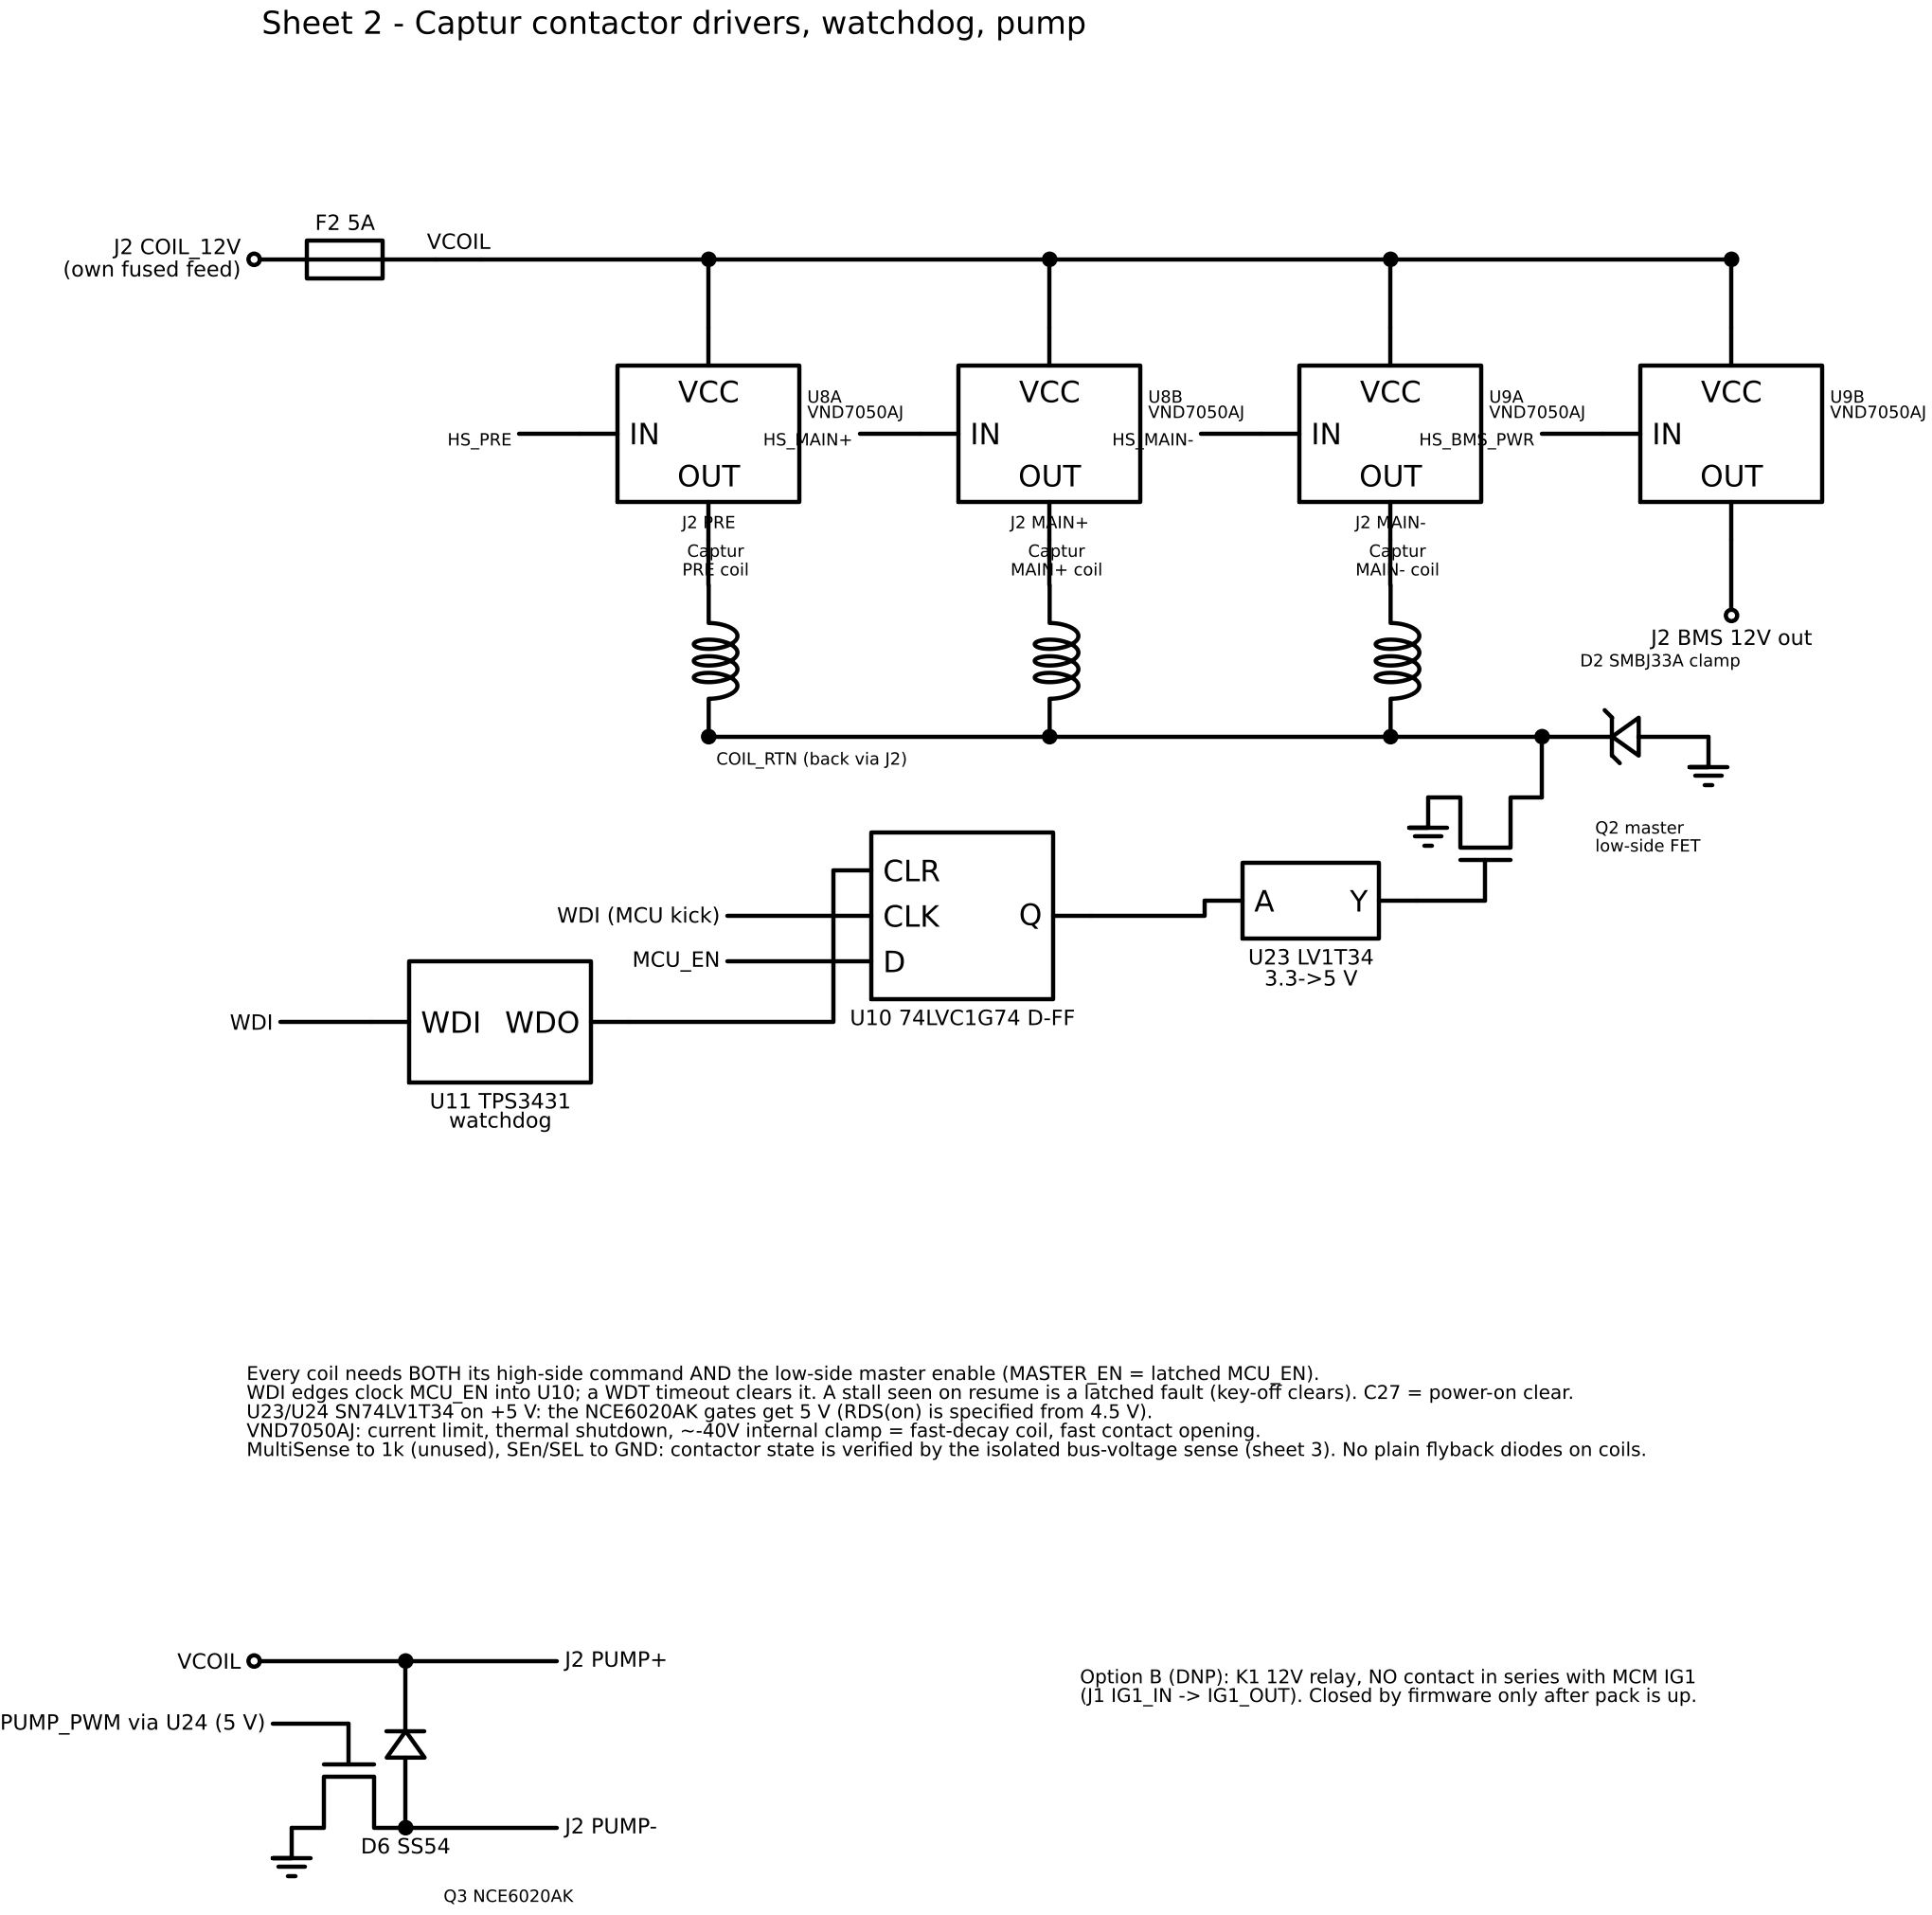 Sheet 2 - Captur contactor drivers, watchdog, pump
F2 5A
J2 COIL_12V
(own fused feed)
VCOIL
VCC
IN
OUT
U8A
VND7050AJ
HS_PRE
VCC
IN
OUT
U8B
VND7050AJ
HS_MAIN+
VCC
IN
OUT
U9A
VND7050AJ
HS_MAIN-
VCC
IN
OUT
U9B
VND7050AJ
HS_BMS_PWR
J2 PRE
Captur
PRE coil
J2 MAIN+
Captur
MAIN+ coil
J2 MAIN-
Captur
MAIN- coil
J2 BMS 12V out
D2 SMBJ33A clamp
COIL_RTN (back via J2)
Q2 master
low-side FET
CLR
CLK
D
Q
WDI (MCU kick)
MCU_EN
U10 74LVC1G74 D-FF
A
Y
U23 LV1T34
3.3->5 V
WDI
WDI
WDO
U11 TPS3431
watchdog
Every coil needs BOTH its high-side command AND the low-side master enable (MASTER_EN = latched MCU_EN).
WDI edges clock MCU_EN into U10; a WDT timeout clears it. A stall seen on resume is a latched fault (key-off clears). C27 = power-on clear.
U23/U24 SN74LV1T34 on +5 V: the NCE6020AK gates get 5 V (RDS(on) is specified from 4.5 V).
VND7050AJ: current limit, thermal shutdown, ~-40V internal clamp = fast-decay coil, fast contact opening.
MultiSense to 1k (unused), SEn/SEL to GND: contactor state is verified by the isolated bus-voltage sense (sheet 3). No plain flyback diodes on coils.
VCOIL
J2 PUMP+
PUMP_PWM via U24 (5 V)
J2 PUMP-
D6 SS54
Q3 NCE6020AK
Option B (DNP): K1 12V relay, NO contact in series with MCM IG1
(J1 IG1_IN -> IG1_OUT). Closed by firmware only after pack is up.